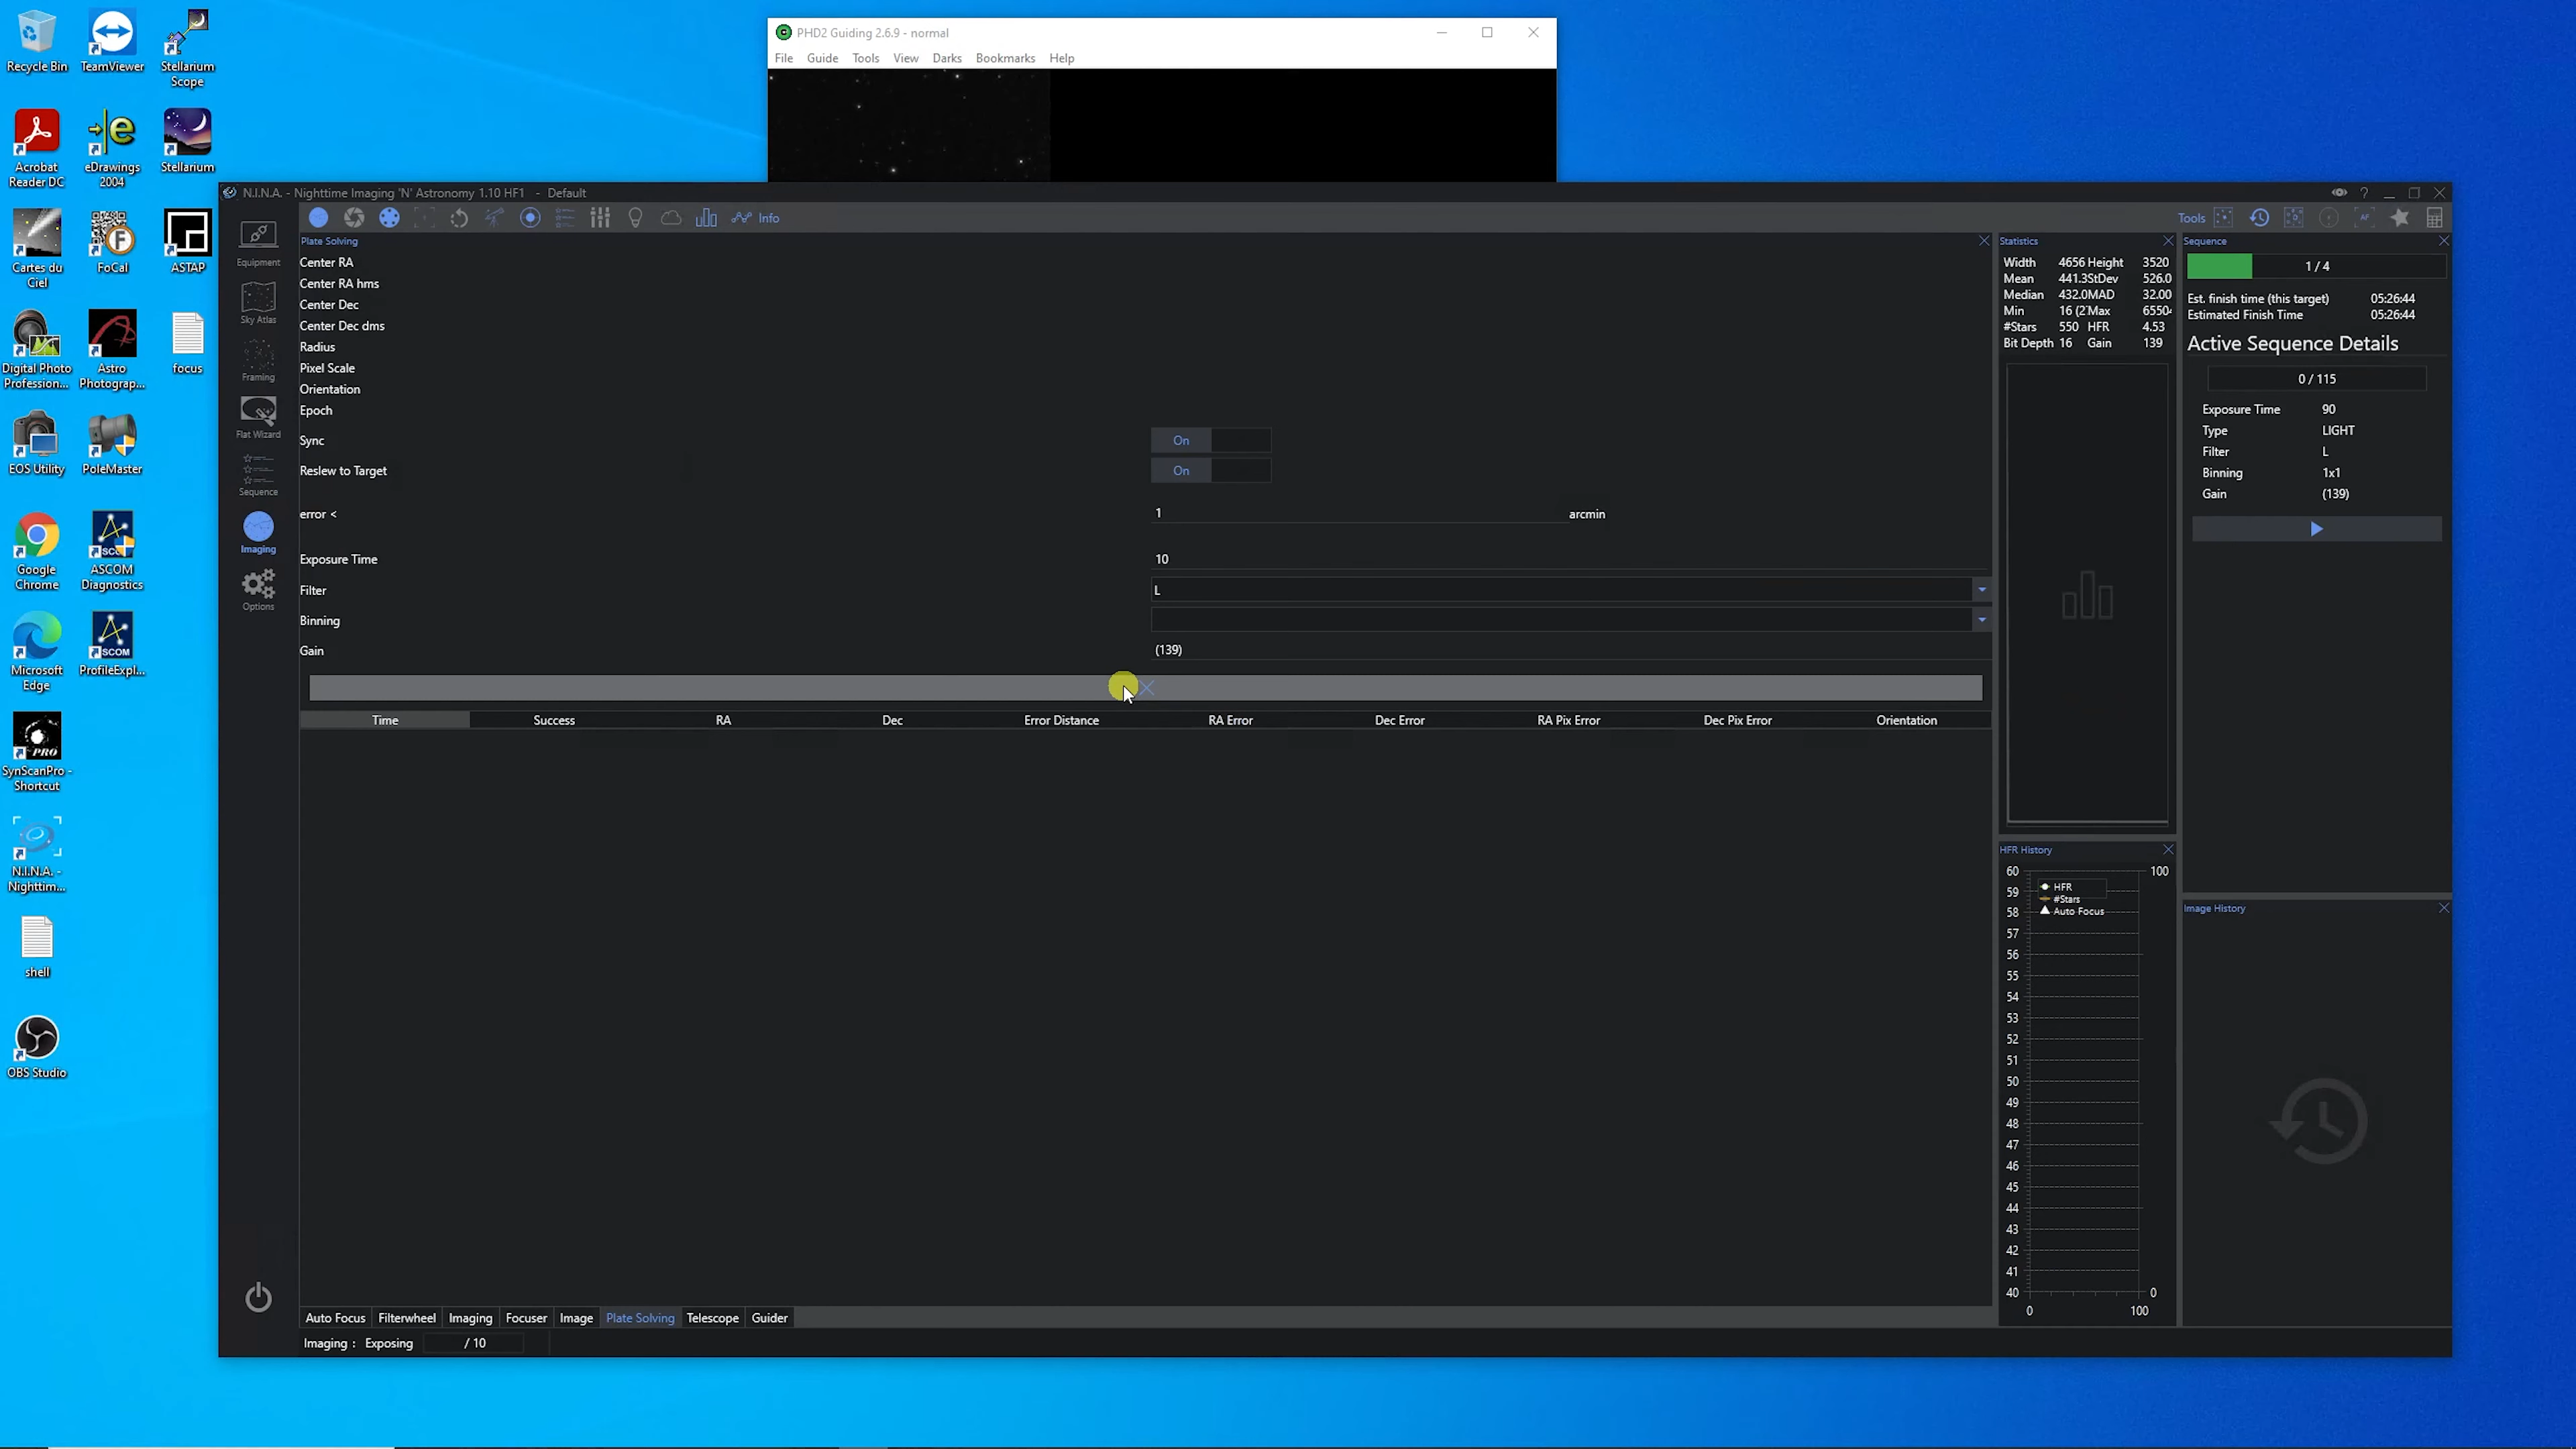 Recycle Bin
TeamViewer
Stellarium
Scope
Acrobat
Reader DC
eDrawings
2004
Stellarium
Cartes du
Ciel
FoCal
ASTAP
Digital Photo
Profession...
Astro
Photograp...
focus
EOS Utility
PoleMaster
Google
Chrome
ASCOM
Diagnostics
Microsoft
Edge
ProfileExpl...
SynScanPro -
Shortcut
N.I.N.A. -
Nighttim...
shell
OBS Studio
PHD2 Guiding 2.6.9 - normal
File Guide Tools View Darks Bookmarks Help
N.I.N.A. - Nighttime Imaging 'N' Astronomy 1.10 HF1 - Default
Info
Tools
Equipment
Sky Atlas
Framing
Flat Wizard
Sequence
Imaging
Options
Plate Solving
Center RA
Center RA hms
Center Dec
Center Dec dms
Radius
Pixel Scale
Orientation
Epoch
Sync On
Reslew to Target On
error < 1 arcmin
Exposure Time 10
Filter L
Binning
Gain (139)
Time Success RA Dec Error Distance RA Error Dec Error RA Pix Error Dec Pix Error Orientation
Auto Focus Filterwheel Imaging Focuser Image Plate Solving Telescope Guider
Imaging : Exposing / 10
Statistics
Width 4656 Height 3520
Mean 441.3 StDev 526.0
Median 432.0 MAD 32.00
Min 16 (2 Max 6550
#Stars 550 HFR 4.53
Bit Depth 16 Gain 139
HFR History
HFR
#Stars
Auto Focus
60
59
58
57
56
55
54
53
52
51
50
49
48
47
46
45
44
43
42
41
40
100
0
0 100
Sequence
1 / 4
Est. finish time (this target) 05:26:44
Estimated Finish Time 05:26:44
Active Sequence Details
0 / 115
Exposure Time 90
Type LIGHT
Filter L
Binning 1x1
Gain (139)
Image History